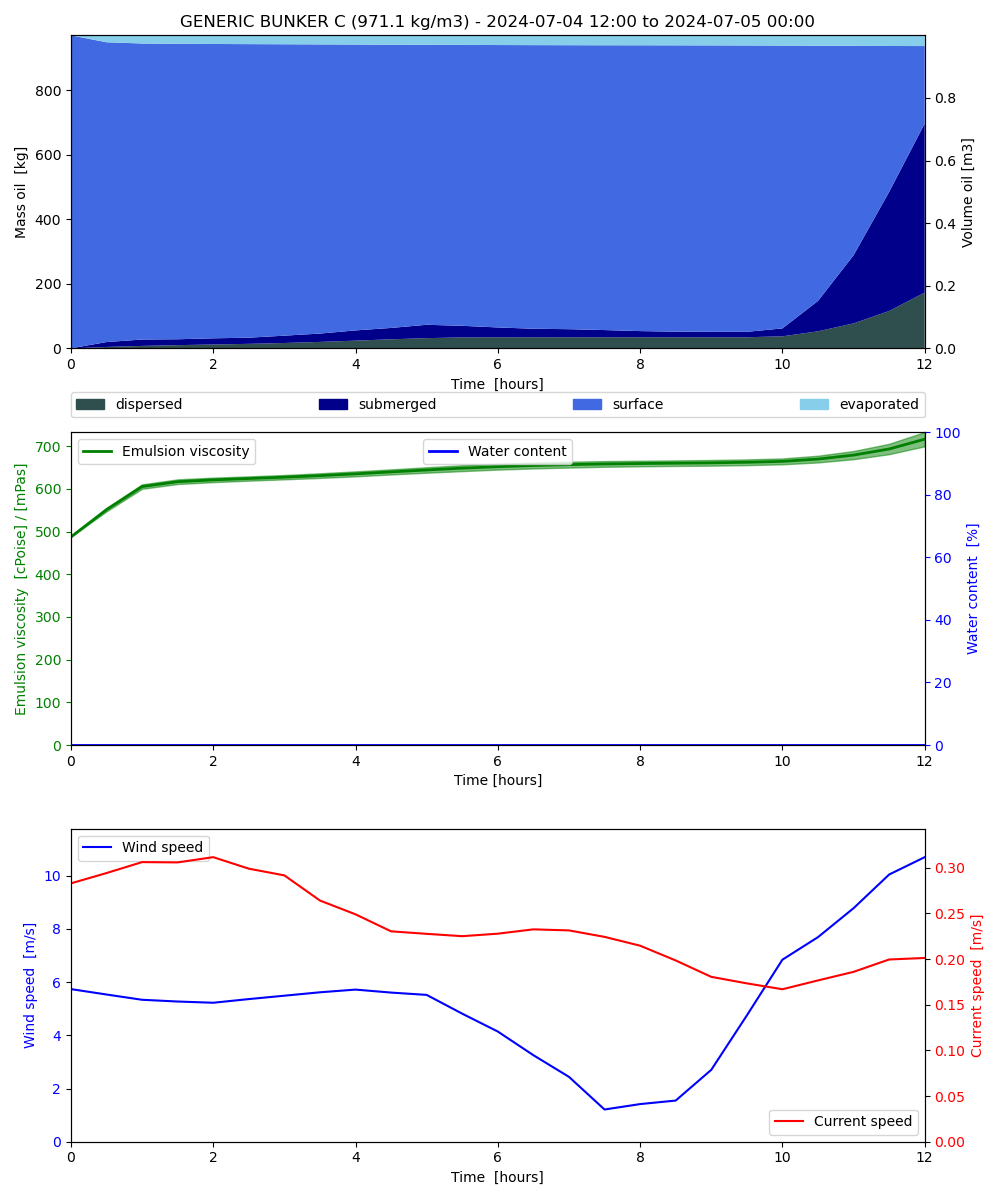 GENERIC BUNKER C (971.1 kg/m3) - 2024-07-04 12:00 to 2024-07-05 00:00
Mass oil [kg]
800
600
400
200
0
Volume oil [m3]
0.8
0.6
0.4
0.2
0.0
0 2 4 6 8 10 12
Time [hours]
dispersed submerged surface evaporated
Emulsion viscosity [cPoise] / [mPas]
700
600
500
400
300
200
100
0
Emulsion viscosity
Water content
Water content [%]
100
80
60
40
20
0
0 2 4 6 8 10 12
Time [hours]
Wind speed [m/s]
10
8
6
4
2
0
Wind speed
Current speed
Current speed [m/s]
0.30
0.25
0.20
0.15
0.10
0.05
0.00
0 2 4 6 8 10 12
Time [hours]